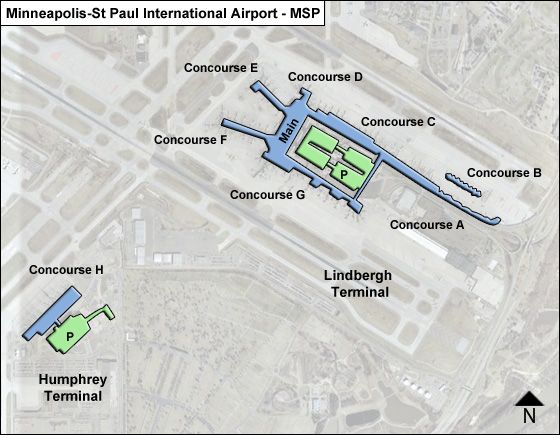 Minneapolis-St Paul International Airport - MSP
Concourse E
Concourse D
Concourse C
Concourse F
Main
Concourse B
P
Concourse G
Concourse A
Concourse H
Lindbergh
Terminal
P
Humphrey
Terminal
N